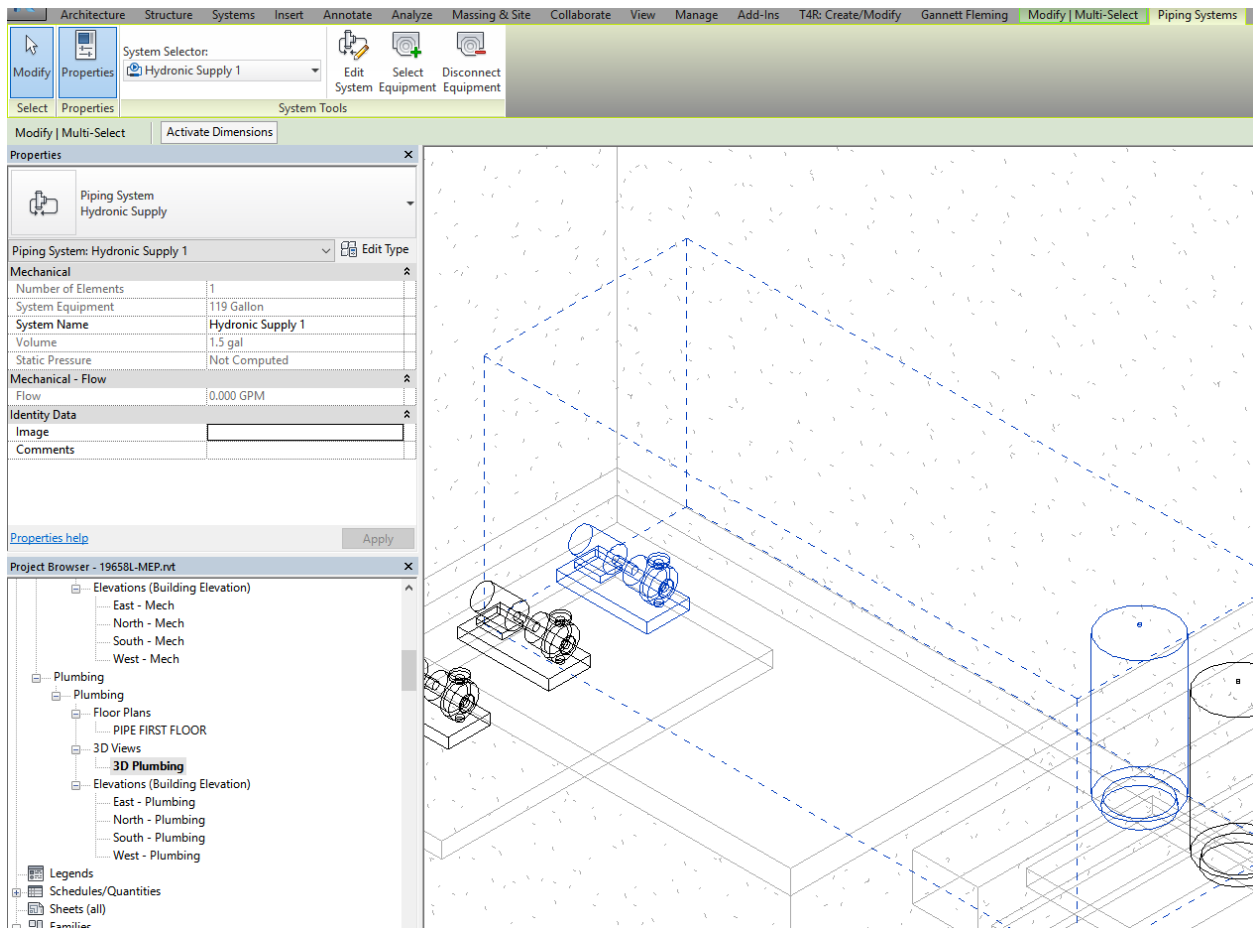 Architecture Structure Systems Insert Annotate Analyze Massing & Site Collaborate View Manage Add-Ins T4R: Create/Modify Gannett Fleming Modify | Multi-Select Piping Systems
Modify
Properties
System Selector:
Hydronic Supply 1
Edit System
Select Equipment
Disconnect Equipment
Select Properties System Tools
Modify | Multi-Select Activate Dimensions
Properties
Piping System
Hydronic Supply
Piping System: Hydronic Supply 1 Edit Type
Mechanical
Number of Elements 1
System Equipment 119 Gallon
System Name Hydronic Supply 1
Volume 1.5 gal
Static Pressure Not Computed
Mechanical - Flow
Flow 0.000 GPM
Identity Data
Image
Comments
Properties help Apply
Project Browser - 19658L-MEP.rvt
Elevations (Building Elevation)
East - Mech
North - Mech
South - Mech
West - Mech
Plumbing
Plumbing
Floor Plans
PIPE FIRST FLOOR
3D Views
3D Plumbing
Elevations (Building Elevation)
East - Plumbing
North - Plumbing
South - Plumbing
West - Plumbing
Legends
Schedules/Quantities
Sheets (all)
Families